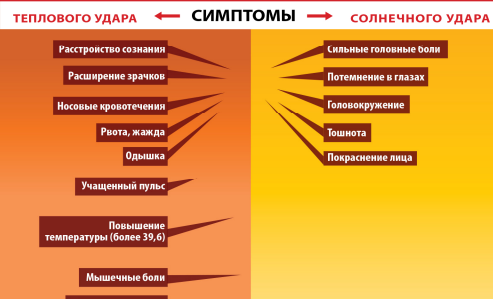 ТЕПЛОВОГО УДАРА СИМПТОМЫ СОЛНЕЧНОГО УДАРА
Расстройство сознания
Расширение зрачков
Носовые кровотечения
Рвота, жажда
Одышка
Учащенный пульс
Повышение
температуры (более 39,6)
Мышечные боли
Сильные головные боли
Потемнение в глазах
Головокружение
Тошнота
Покраснение лица